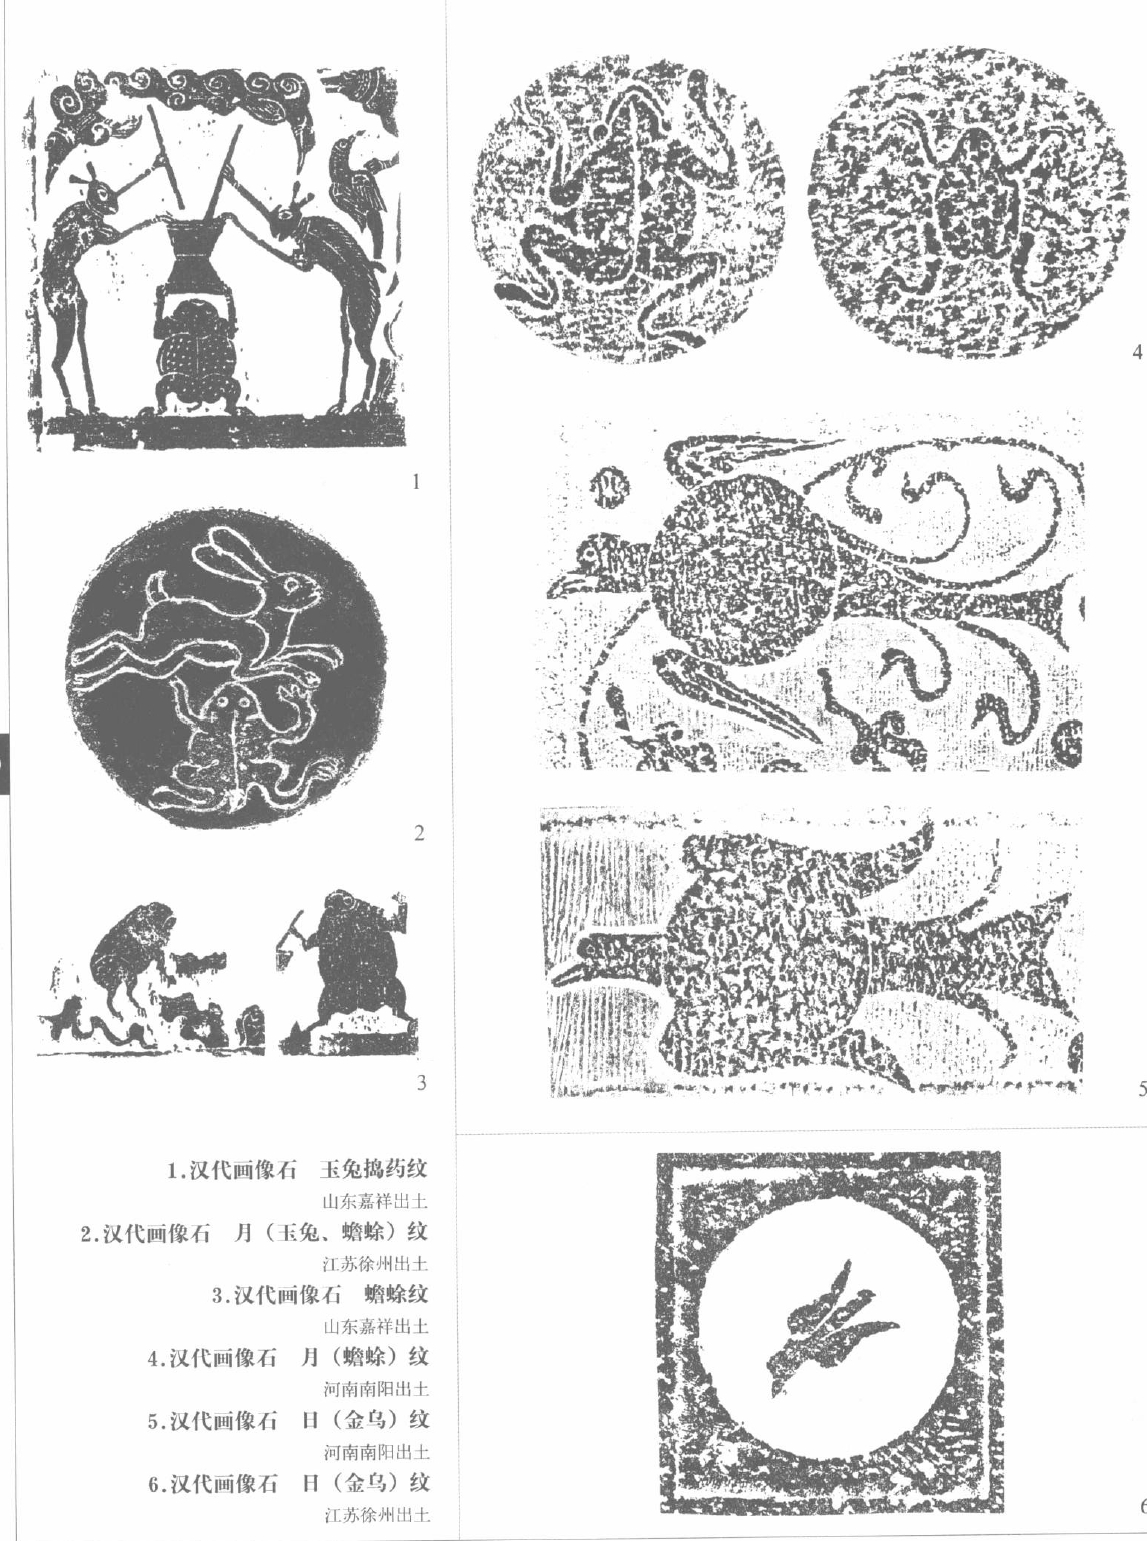 1
2
3
4
5
6
1.汉代画像石　玉兔捣药纹
山东嘉祥出土
2.汉代画像石　月（玉兔、蟾蜍）纹
江苏徐州出土
3.汉代画像石　蟾蜍纹
山东嘉祥出土
4.汉代画像石　月（蟾蜍）纹
河南南阳出土
5.汉代画像石　日（金乌）纹
河南南阳出土
6.汉代画像石　日（金乌）纹
江苏徐州出土